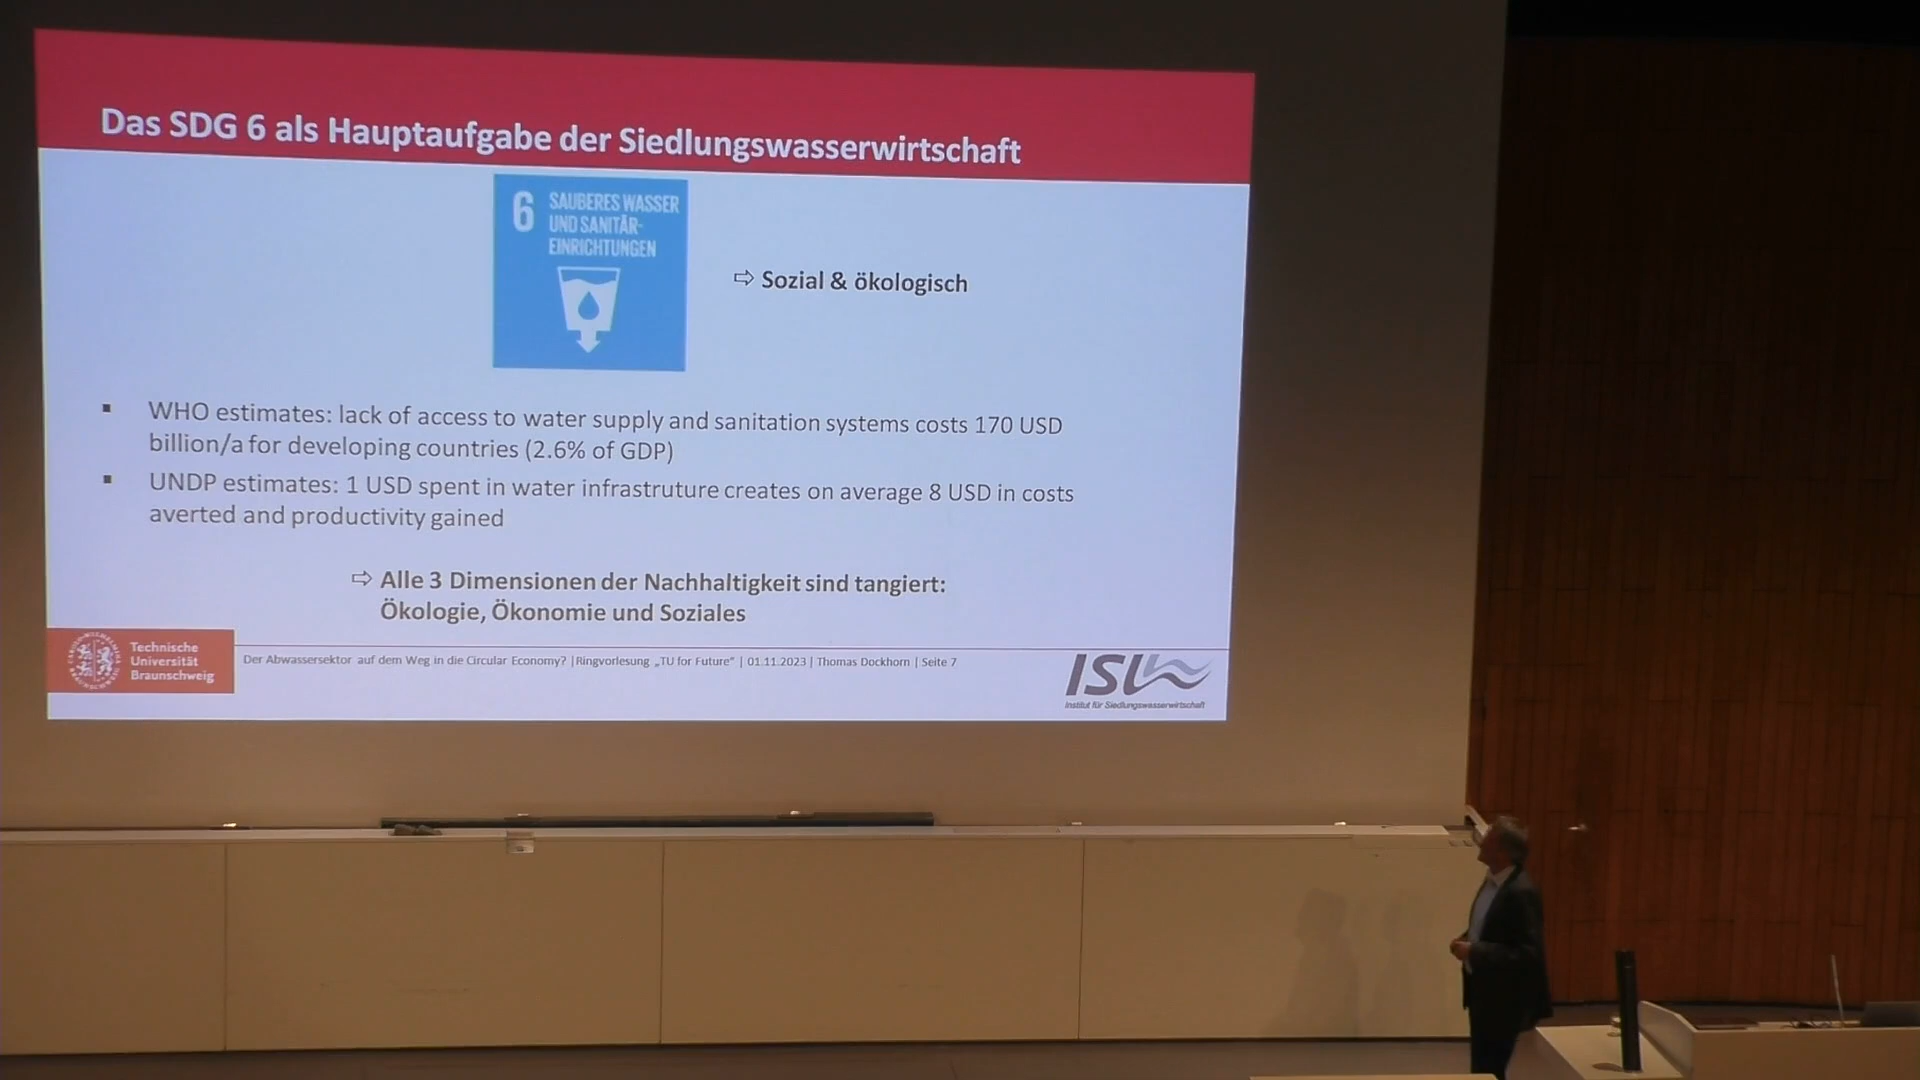 Das SDG 6 als Hauptaufgabe der Siedlungswasserwirtschaft
6 SAUBERES WASSER
UND SANITÄR-
EINRICHTUNGEN
⇨ Sozial & ökologisch
▪ WHO estimates: lack of access to water supply and sanitation systems costs 170 USD
billion/a for developing countries (2.6% of GDP)
▪ UNDP estimates: 1 USD spent in water infrastruture creates on average 8 USD in costs
averted and productivity gained
⇨ Alle 3 Dimensionen der Nachhaltigkeit sind tangiert:
Ökologie, Ökonomie und Soziales
Technische
Universität
Braunschweig
Der Abwassersektor auf dem Weg in die Circular Economy? |Ringvorlesung „TU for Future“ | 01.11.2023 | Thomas Dockhorn | Seite 7
ISW
Institut für Siedlungswasserwirtschaft